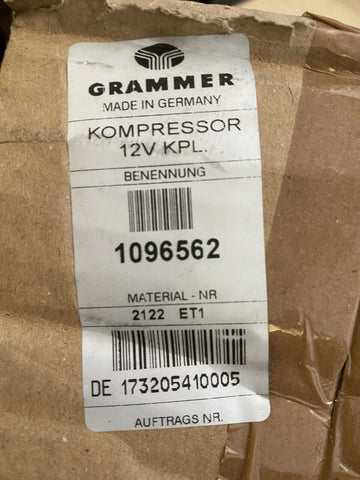 GRAMMER
MADE IN GERMANY
KOMPRESSOR
12V KPL.
BENENNUNG
1096562
MATERIAL - NR
2122 ET1
DE 173205410005
AUFTRAGS NR.